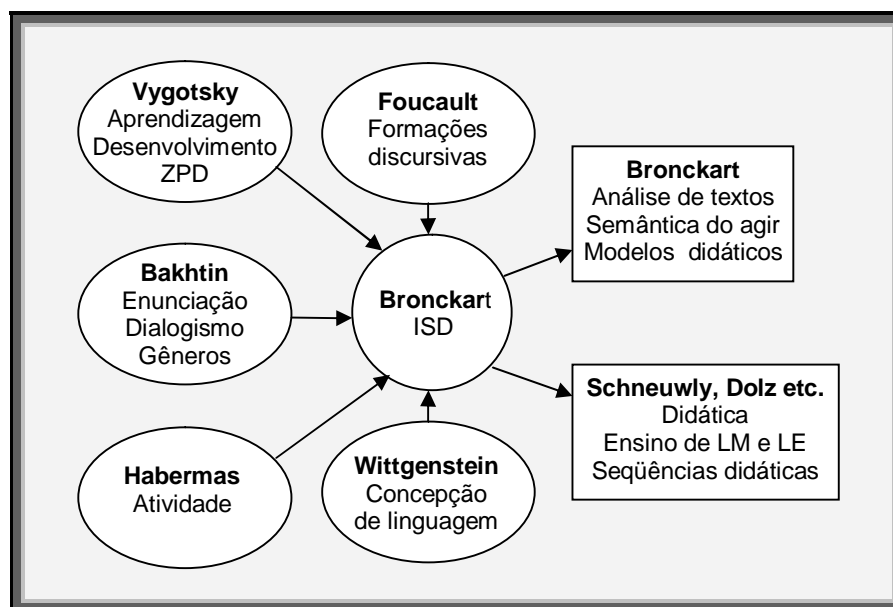 Vygotsky
Aprendizagem
Desenvolvimento
ZPD
Foucault
Formações
discursivas
Bronckart
Análise de textos
Semântica do agir
Modelos didáticos
Bakhtin
Enunciação
Dialogismo
Gêneros
Bronckart
ISD
Schneuwly, Dolz etc.
Didática
Ensino de LM e LE
Seqüências didáticas
Habermas
Atividade
Wittgenstein
Concepção
de linguagem